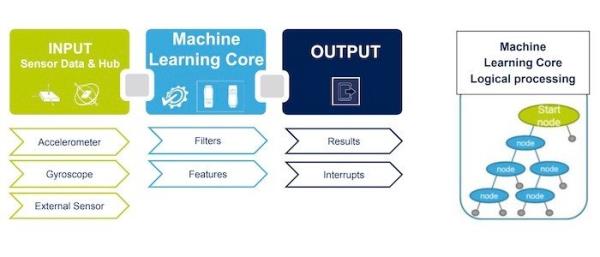 INPUT
Sensor Data & Hub
Machine
Learning Core
OUTPUT
Accelerometer
Gyroscope
External Sensor
Filters
Features
Results
Interrupts
Machine
Learning Core
Logical processing
Start
node
node
node
node
node
node